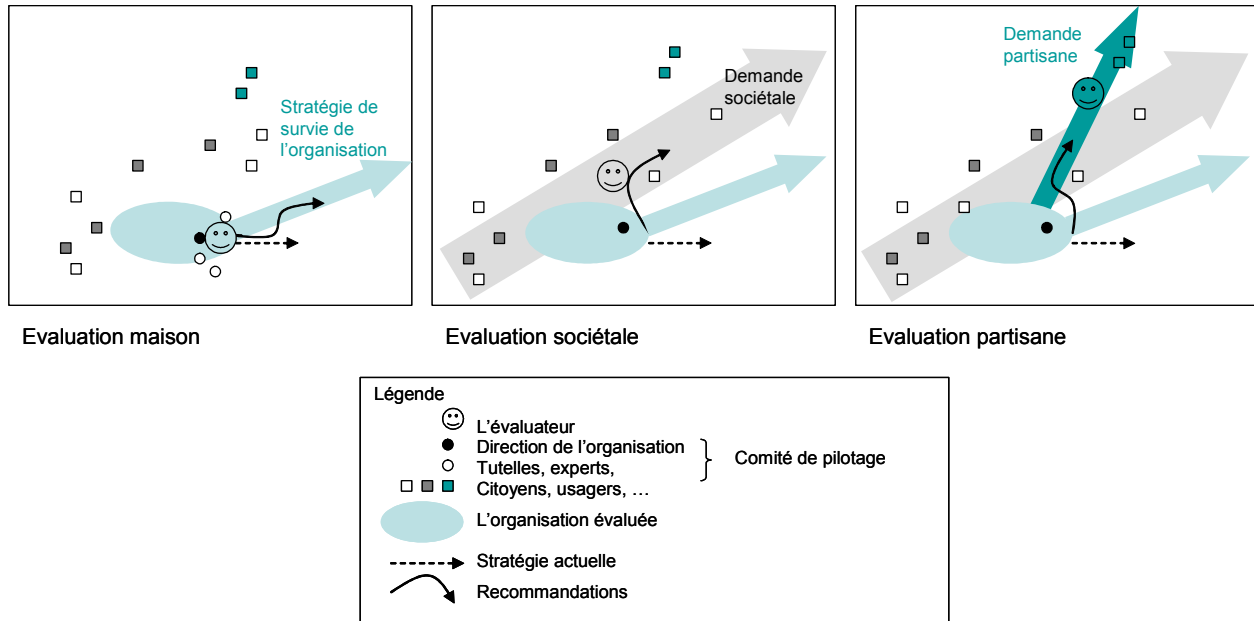 Stratégie de
survie de
l'organisation
Demande
sociétale
Demande
partisane
Evaluation maison
Evaluation sociétale
Evaluation partisane
Légende
L'évaluateur
Direction de l'organisation
Tutelles, experts,
Comité de pilotage
Citoyens, usagers, …
L'organisation évaluée
Stratégie actuelle
Recommandations